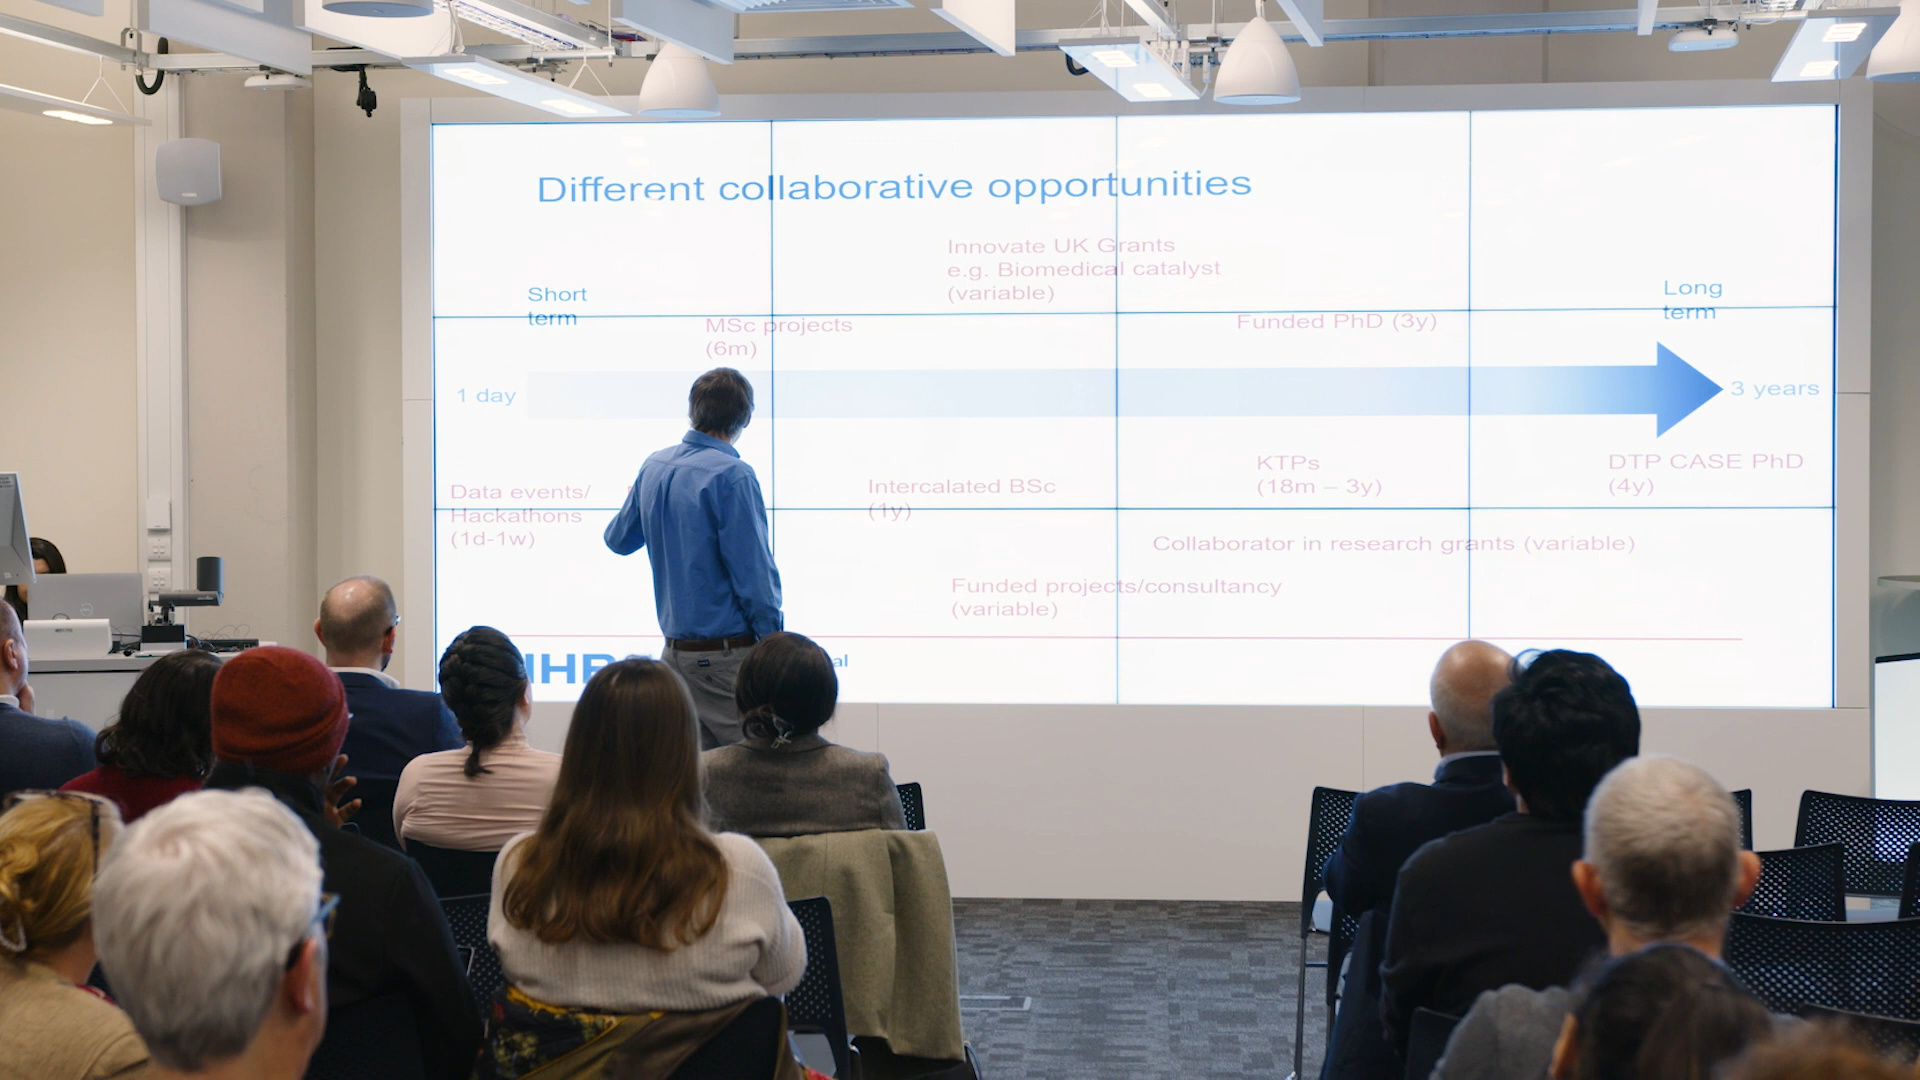 Different collaborative opportunities
Innovate UK Grants
e.g. Biomedical catalyst
(variable)
Short
term
Long
term
MSc projects
(6m)
Funded PhD (3y)
1 day
3 years
Data events/
Hackathons
(1d-1w)
Intercalated BSc
(1y)
KTPs
(18m – 3y)
DTP CASE PhD
(4y)
Collaborator in research grants (variable)
Funded projects/consultancy
(variable)